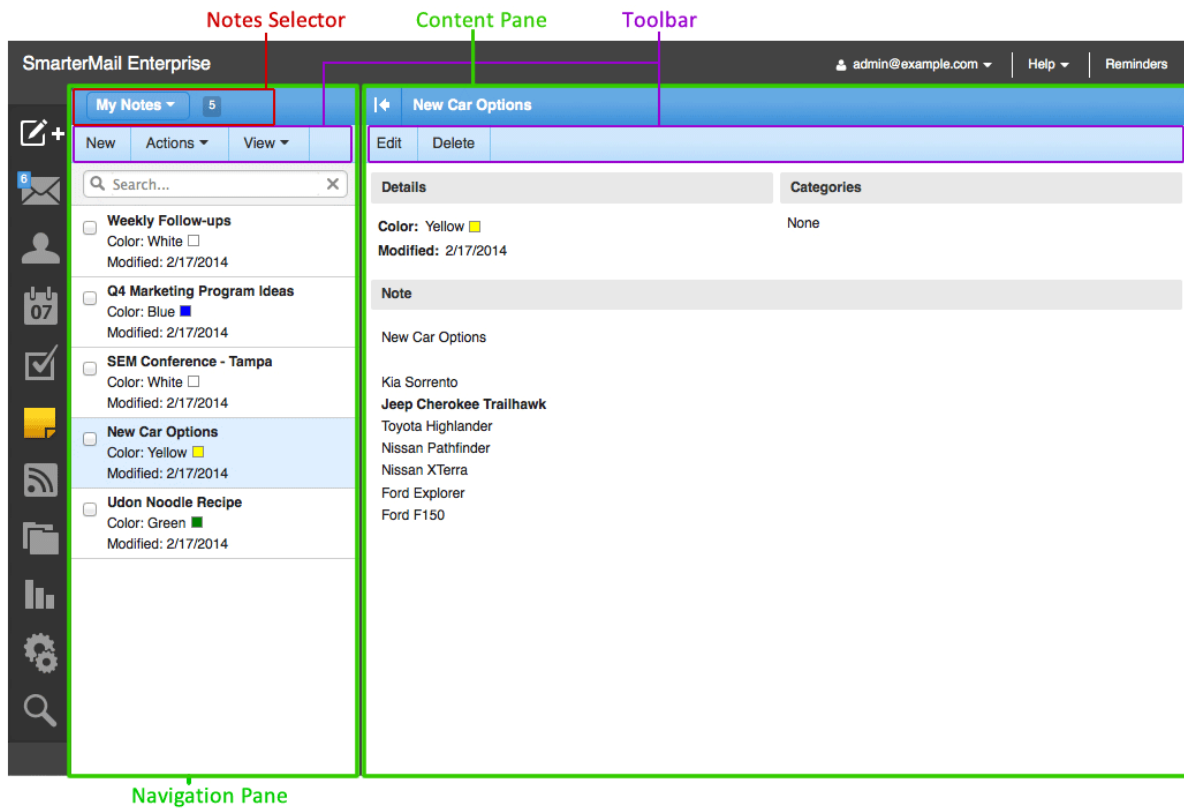 Notes Selector
Content Pane
Toolbar
SmarterMail Enterprise
admin@example.com
Help
Reminders
My Notes
5
New Car Options
New
Actions
View
Edit
Delete
6
07
Search...
Weekly Follow-ups
Color: White
Modified: 2/17/2014
Q4 Marketing Program Ideas
Color: Blue
Modified: 2/17/2014
SEM Conference - Tampa
Color: White
Modified: 2/17/2014
New Car Options
Color: Yellow
Modified: 2/17/2014
Udon Noodle Recipe
Color: Green
Modified: 2/17/2014
Details
Categories
Color: Yellow
None
Modified: 2/17/2014
Note
New Car Options
Kia Sorrento
Jeep Cherokee Trailhawk
Toyota Highlander
Nissan Pathfinder
Nissan XTerra
Ford Explorer
Ford F150
Navigation Pane